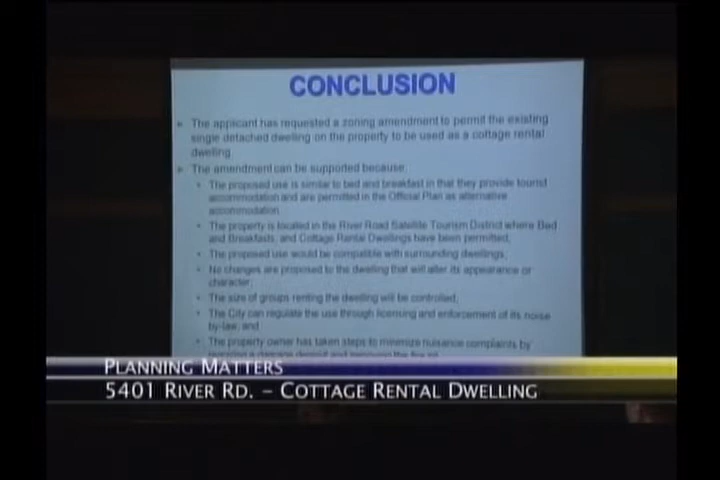 CONCLUSION
The applicant has requested a zoning amendment to permit the existing
single detached dwelling on the property to be used as a cottage rental
dwelling.
The amendment can be supported because:
The proposed use is similar to bed and breakfast in that they provide tourist
accommodation and are permitted in the Official Plan as alternative
accommodation.
The property is located in the River Road Satellite Tourism District where Bed
and Breakfasts, and Cottage Rental Dwellings have been permitted;
The proposed use would be compatible with surrounding dwellings;
No changes are proposed to the dwelling that will alter its appearance or
character;
The size of groups renting the dwelling will be controlled;
The City can regulate the use through licensing and enforcement of its noise
by-law; and
The property owner has taken steps to minimize nuisance complaints by
PLANNING MATTERS
5401 RIVER RD. – COTTAGE RENTAL DWELLING